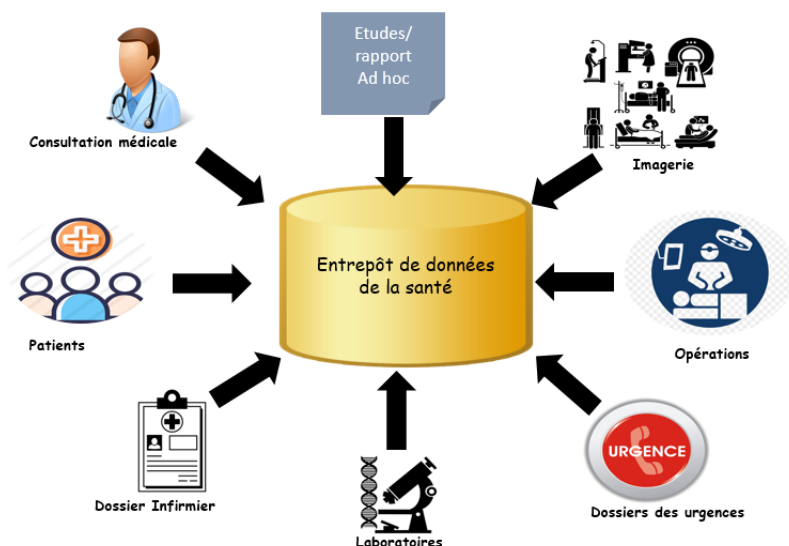 Etudes/
rapport
Ad hoc
Consultation médicale
Imagerie
Entrepôt de données
de la santé
Patients
Opérations
URGENCE
Dossier Infirmier
Dossiers des urgences
Laboratoires